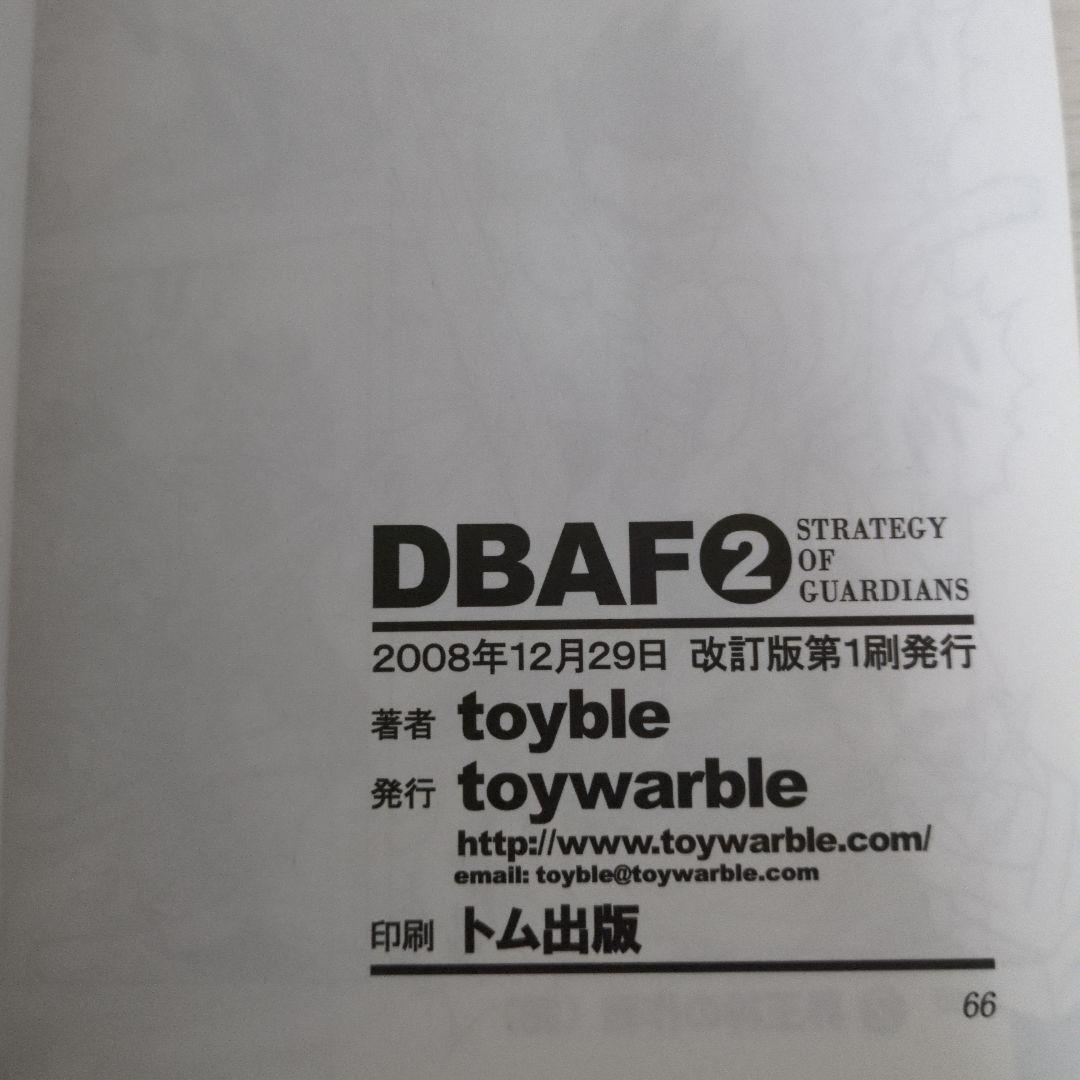 DBAF❷ STRATEGY
OF
GUARDIANS
2008年12月29日 改訂版第1刷発行
著者 toyble
発行 toywarble
http://www.toywarble.com/
email: toyble@toywarble.com
印刷 トム出版
66